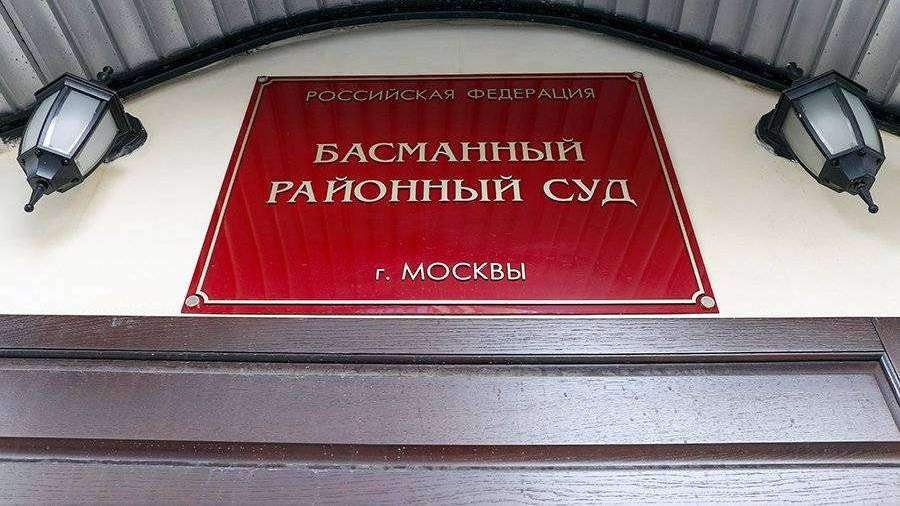 РОССИЙСКАЯ ФЕДЕРАЦИЯ
БАСМАННЫЙ
РАЙОННЫЙ СУД
г. МОСКВЫ